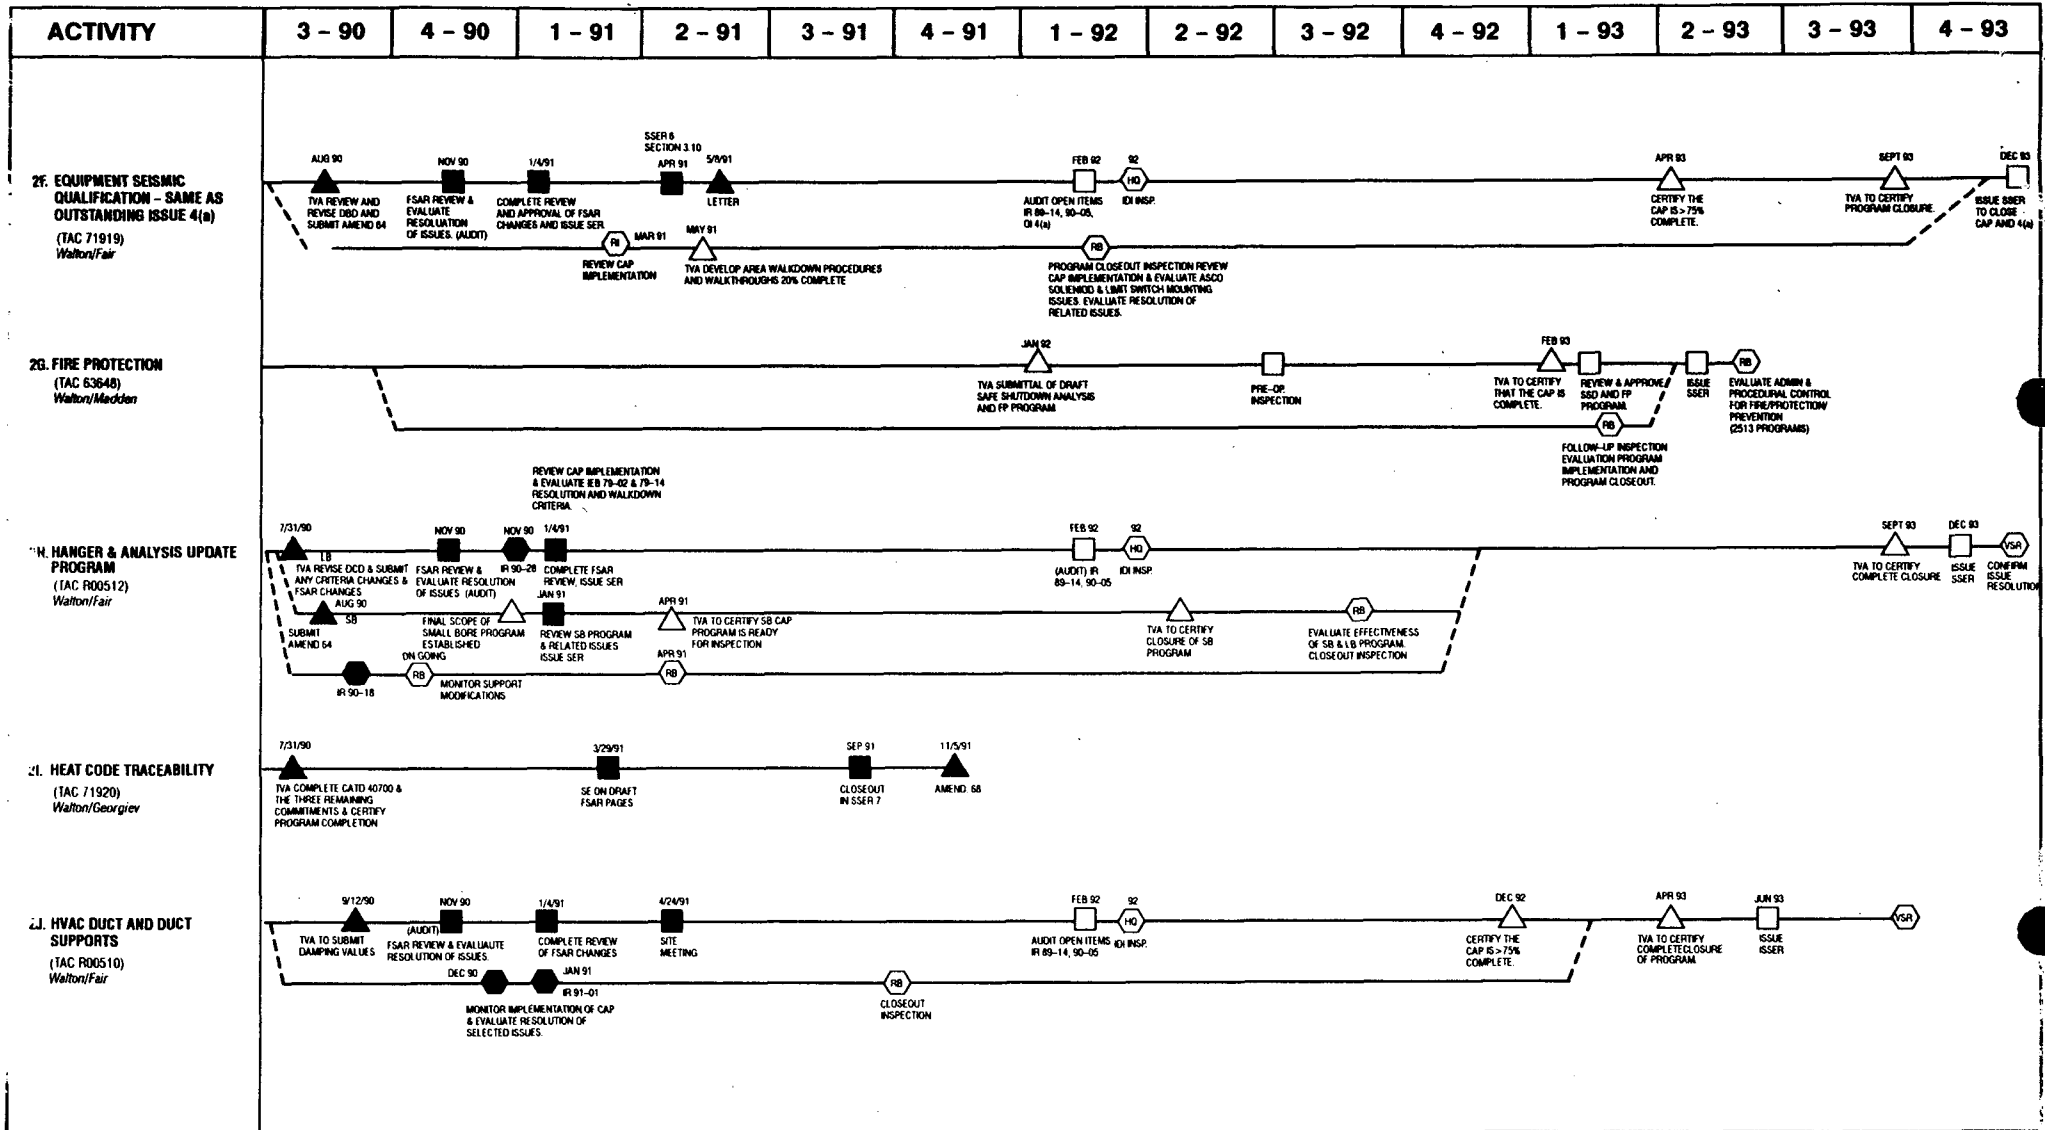 ACTIVITY
3 – 90
4 – 90
1 – 91
2 – 91
3 – 91
4 – 91
1 – 92
2 – 92
3 – 92
4 – 92
1 – 93
2 – 93
3 – 93
4 – 93
2F. EQUIPMENT SEISMIC
QUALIFICATION – SAME AS
OUTSTANDING ISSUE 4(a)
(TAC 71919)
Walton/Fair
AUG 90
TVA REVIEW AND
REVISE DBD AND
SUBMIT AMEND 64
NOV 90
FSAR REVIEW &
EVALUATE
RESOLUATION
OF ISSUES. (AUDIT)
1/4/91
COMPLETE REVIEW
AND APPROVAL OF FSAR
CHANGES AND ISSUE SER
SSER 6
SECTION 3.10
APR 91
5/8/91
LETTER
FEB 92
AUDIT OPEN ITEMS
IR 89–14, 90–05,
OI 4(a)
92
HQ
IDI INSP.
APR 93
CERTIFY THE
CAP IS > 75%
COMPLETE.
SEPT 93
TVA TO CERTIFY
PROGRAM CLOSURE.
DEC 93
ISSUE SSER
TO CLOSE
CAP AND 4(a)
RI
MAR 91
REVIEW CAP
IMPLEMENTATION
MAY 91
TVA DEVELOP AREA WALKDOWN PROCEDURES
AND WALKTHROUGHS 20% COMPLETE
RB
PROGRAM CLOSEOUT INSPECTION REVIEW
CAP IMPLEMENTATION & EVALUATE ASCO
SOLIENIOD & LIMIT SWITCH MOUNTING
ISSUES. EVALUATE RESOLUTION OF
RELATED ISSUES.
2G. FIRE PROTECTION
(TAC 63648)
Walton/Madden
JAN 92
TVA SUBMITTAL OF DRAFT
SAFE SHUTDOWN ANALYSIS
AND FP PROGRAM
PRE–OP.
INSPECTION
FEB 93
TVA TO CERTIFY
THAT THE CAP IS
COMPLETE.
REVIEW & APPROVE
SSD AND FP
PROGRAM.
ISSUE
SSER
RB
EVALUATE ADMIN &
PROCEDURAL CONTROL
FOR FIRE/PROTECTION/
PREVENTION
(2513 PROGRAMS)
RB
FOLLOW–UP INSPECTION
EVALUATION PROGRAM
IMPLEMENTATION AND
PROGRAM CLOSEOUT.
REVIEW CAP IMPLEMENTATION
& EVALUATE IEB 79–02 & 79–14
RESOLUTION AND WALKDOWN
CRITERIA.
H. HANGER & ANALYSIS UPDATE
PROGRAM
(TAC R00512)
Walton/Fair
7/31/90
LB
TVA REVISE DCD & SUBMIT
ANY CRITERIA CHANGES &
FSAR CHANGES
NOV 90
FSAR REVIEW &
EVALUATE RESOLUTION
OF ISSUES (AUDIT)
NOV 90
IR 90–28
1/4/91
COMPLETE FSAR
REVIEW, ISSUE SER
FEB 92
(AUDIT) IR
89–14, 90–05
92
HQ
IDI INSP.
SEPT 93
TVA TO CERTIFY
COMPLETE CLOSURE
DEC 93
ISSUE
SSER
VSR
CONFIRM
ISSUE
RESOLUTION
AUG 90
SB
SUBMIT
AMEND 64
FINAL SCOPE OF
SMALL BORE PROGRAM
ESTABLISHED
JAN 91
REVIEW SB PROGRAM
& RELATED ISSUES
ISSUE SER
APR 91
TVA TO CERTIFY SB CAP
PROGRAM IS READY
FOR INSPECTION
TVA TO CERTIFY
CLOSURE OF SB
PROGRAM
RB
EVALUATE EFFECTIVENESS
OF SB & LB PROGRAM.
CLOSEOUT INSPECTION
IR 90–18
ON GOING
RB
MONITOR SUPPORT
MODIFICATIONS
APR 91
RB
I. HEAT CODE TRACEABILITY
(TAC 71920)
Walton/Georgiev
7/31/90
TVA COMPLETE CATD 40700 &
THE THREE REMAINING
COMMITMENTS & CERTIFY
PROGRAM COMPLETION
3/29/91
SE ON DRAFT
FSAR PAGES
SEP 91
CLOSEOUT
IN SSER 7
11/5/91
AMEND. 68
J. HVAC DUCT AND DUCT
SUPPORTS
(TAC R00510)
Walton/Fair
9/12/90
TVA TO SUBMIT
DAMPING VALUES
NOV 90
(AUDIT)
FSAR REVIEW & EVALUAUTE
RESOLUTION OF ISSUES.
1/4/91
COMPLETE REVIEW
OF FSAR CHANGES
4/24/91
SITE
MEETING
FEB 92
AUDIT OPEN ITEMS
IR 89–14, 90–05
92
HQ
IDI INSP.
DEC 92
CERTIFY THE
CAP IS > 75%
COMPLETE.
APR 93
TVA TO CERTIFY
COMPLETECLOSURE
OF PROGRAM
JUN 93
ISSUE
ISSER
VSR
DEC 90
JAN 91
IR 91–01
MONITOR IMPLEMENTATION OF CAP
& EVALUATE RESOLUTION OF
SELECTED ISSUES.
RB
CLOSEOUT
INSPECTION